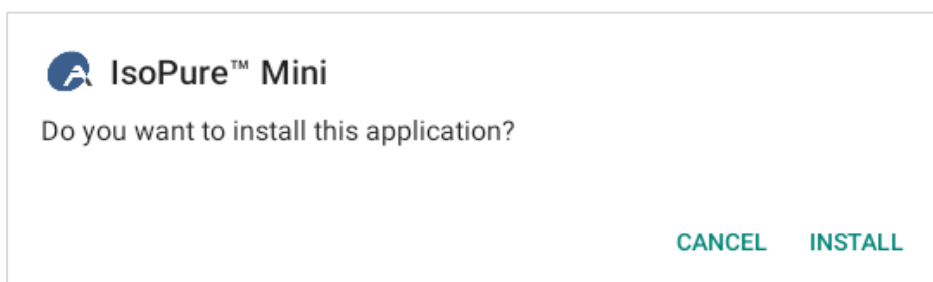 IsoPure™ Mini
Do you want to install this application?
CANCEL INSTALL